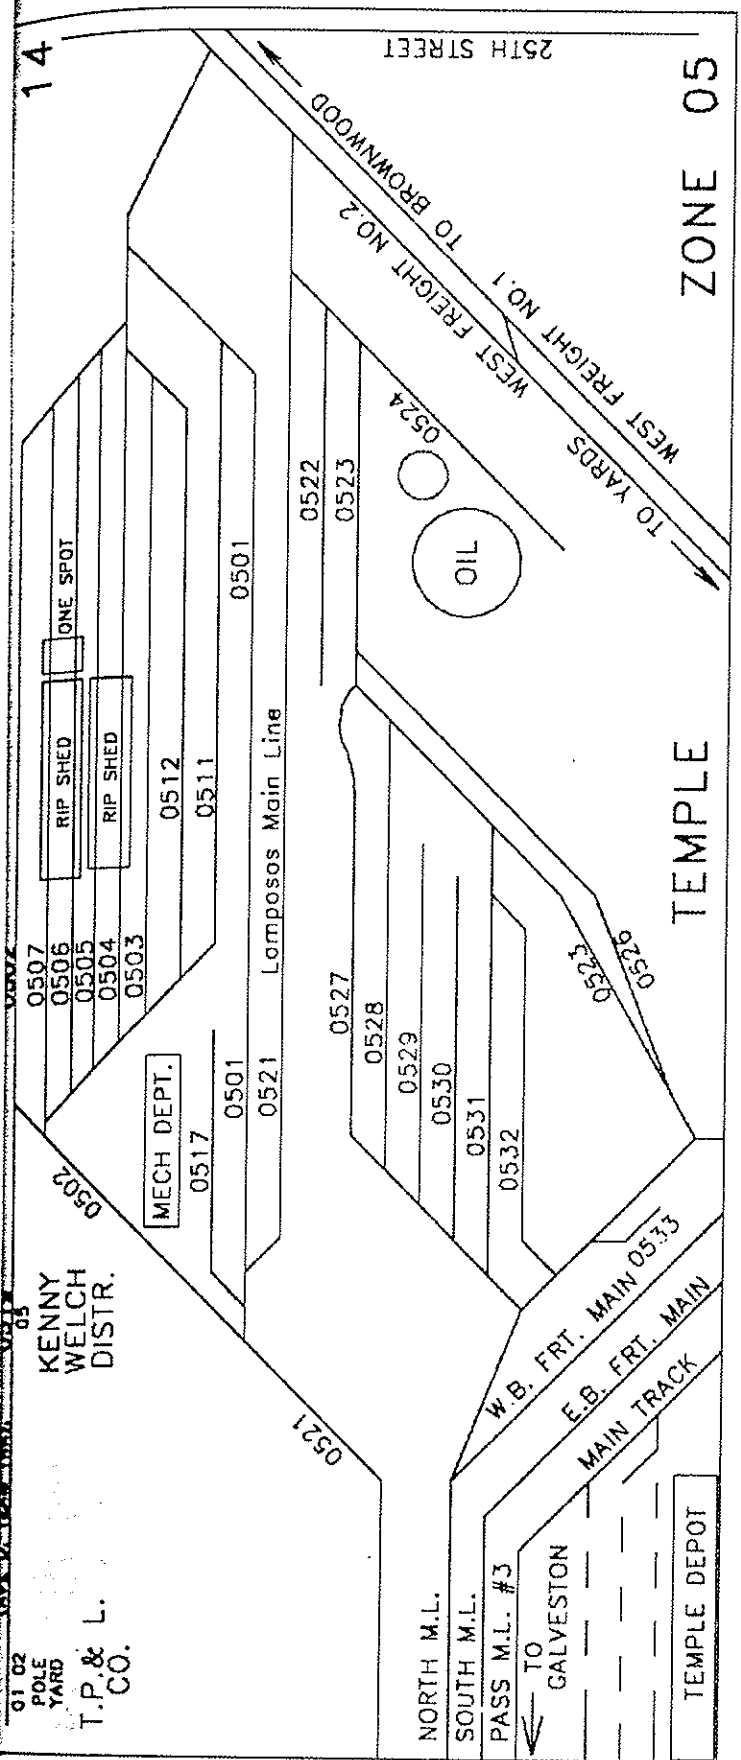 14
25TH STREET
ZONE 05
TO BROWNWOOD
WEST FREIGHT NO.2
WEST FREIGHT NO.1
TO YARDS
0524
OIL
0522
0523
ONE SPOT
RIP SHED
RIP SHED
0501
0512
0511
Lamposos Main Line
0507
0506
0505
0504
0503
0502
MECH DEPT.
0517
0501
0521
0527
0528
0529
0530
0531
0532
0523
0526
TEMPLE
0533
W.B. FRT. MAIN
E.B. FRT. MAIN
MAIN TRACK
05
KENNY
WELCH
DISTR.
0521
01 02
POLE
YARD
T.P.& L.
CO.
NORTH M.L.
SOUTH M.L.
PASS M.L. #3
TO
GALVESTON
TEMPLE DEPOT